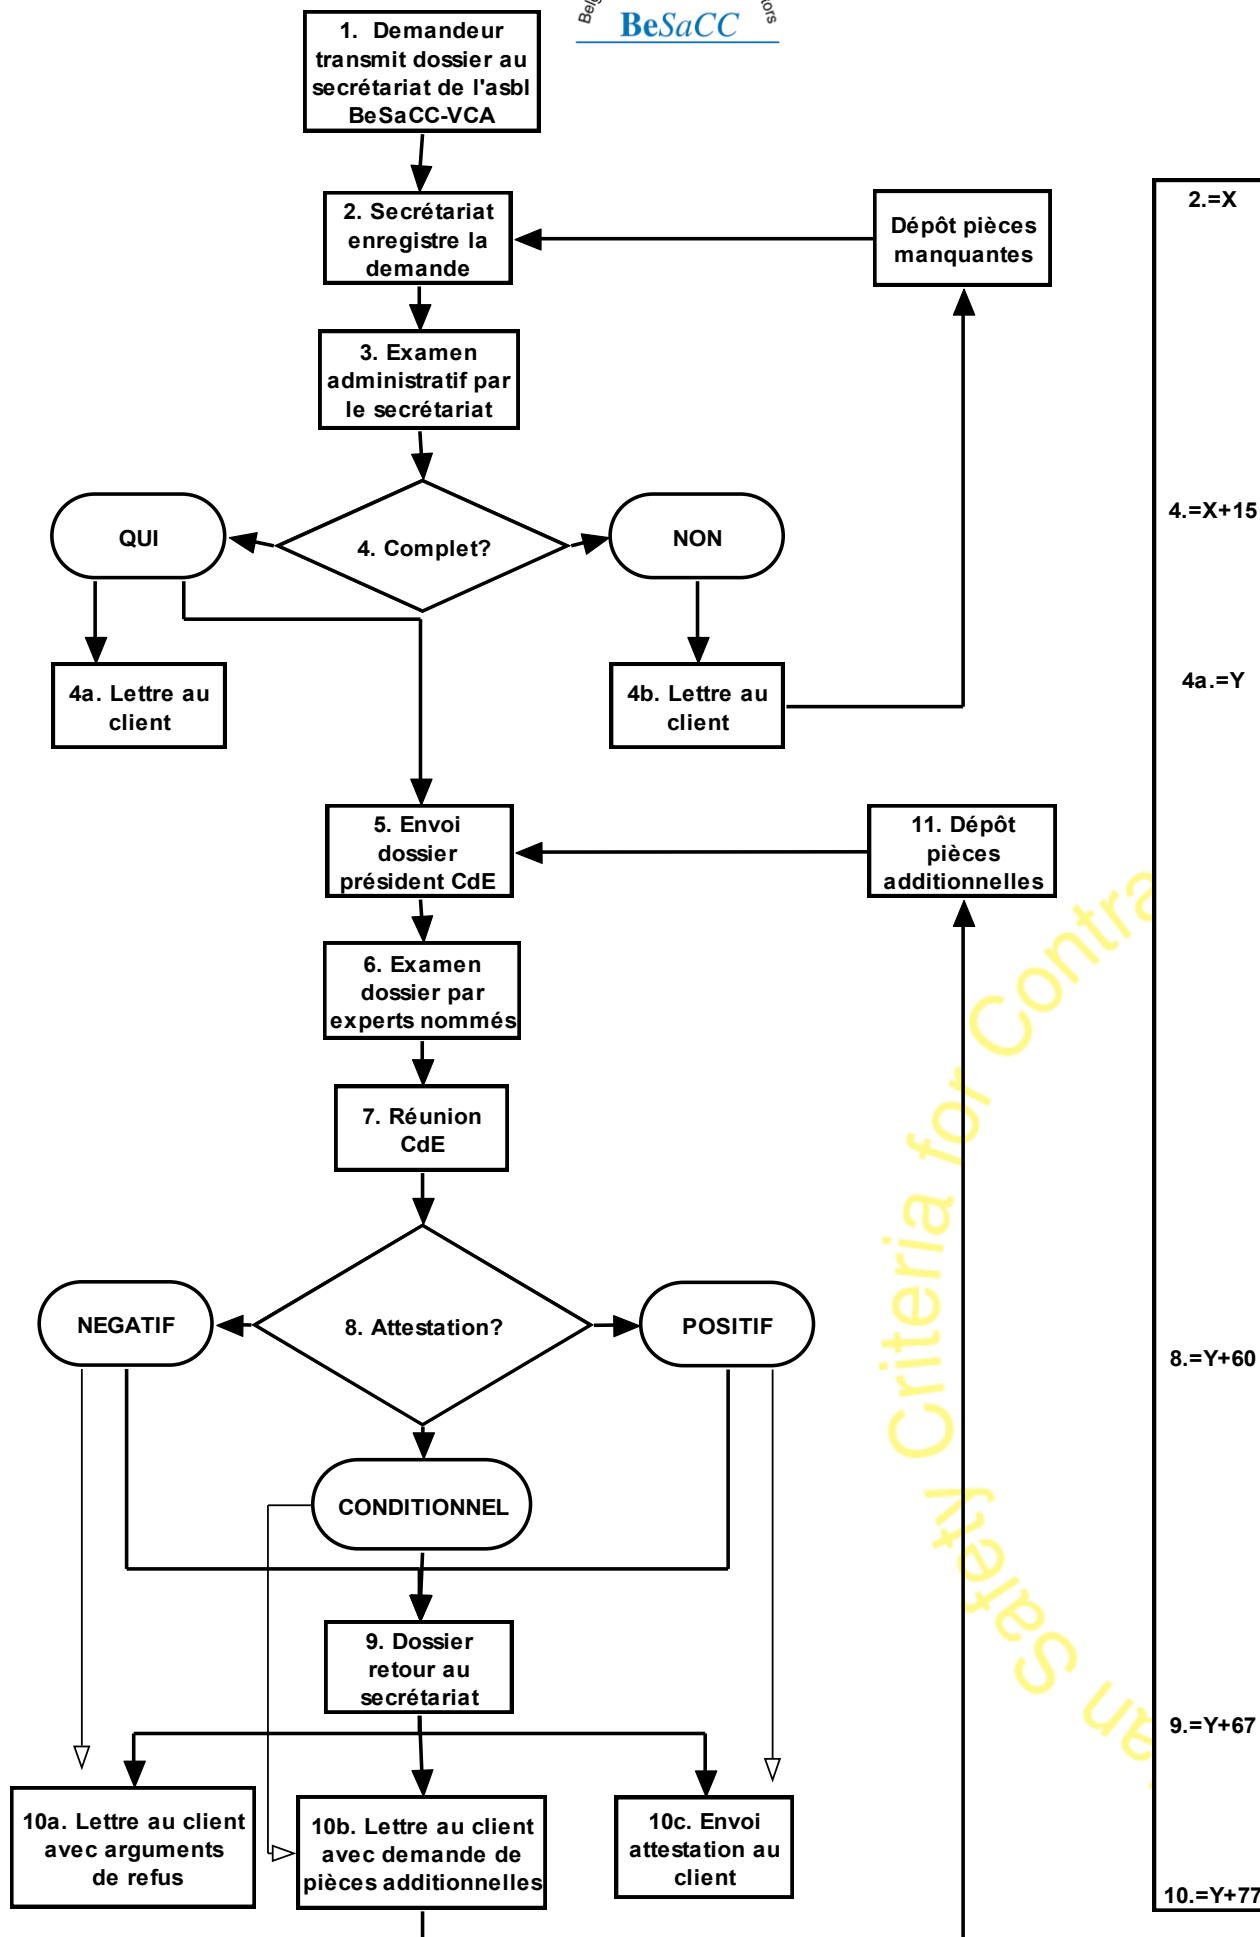 BeSaCC
1. Demandeur
transmit dossier au
secrétariat de l'asbl
BeSaCC-VCA
2. Secrétariat
enregistre la
demande
Dépôt pièces
manquantes
2.=X
3. Examen
administratif par
le secrétariat
QUI
4. Complet?
NON
4.=X+15
4a. Lettre au
client
4b. Lettre au
client
4a.=Y
5. Envoi
dossier
président CdE
11. Dépôt
pièces
additionnelles
6. Examen
dossier par
experts nommés
7. Réunion
CdE
NEGATIF
8. Attestation?
POSITIF
8.=Y+60
CONDITIONNEL
9. Dossier
retour au
secrétariat
9.=Y+67
10a. Lettre au client
avec arguments
de refus
10b. Lettre au client
avec demande de
pièces additionnelles
10c. Envoi
attestation au
client
10.=Y+77
Safety Criteria for